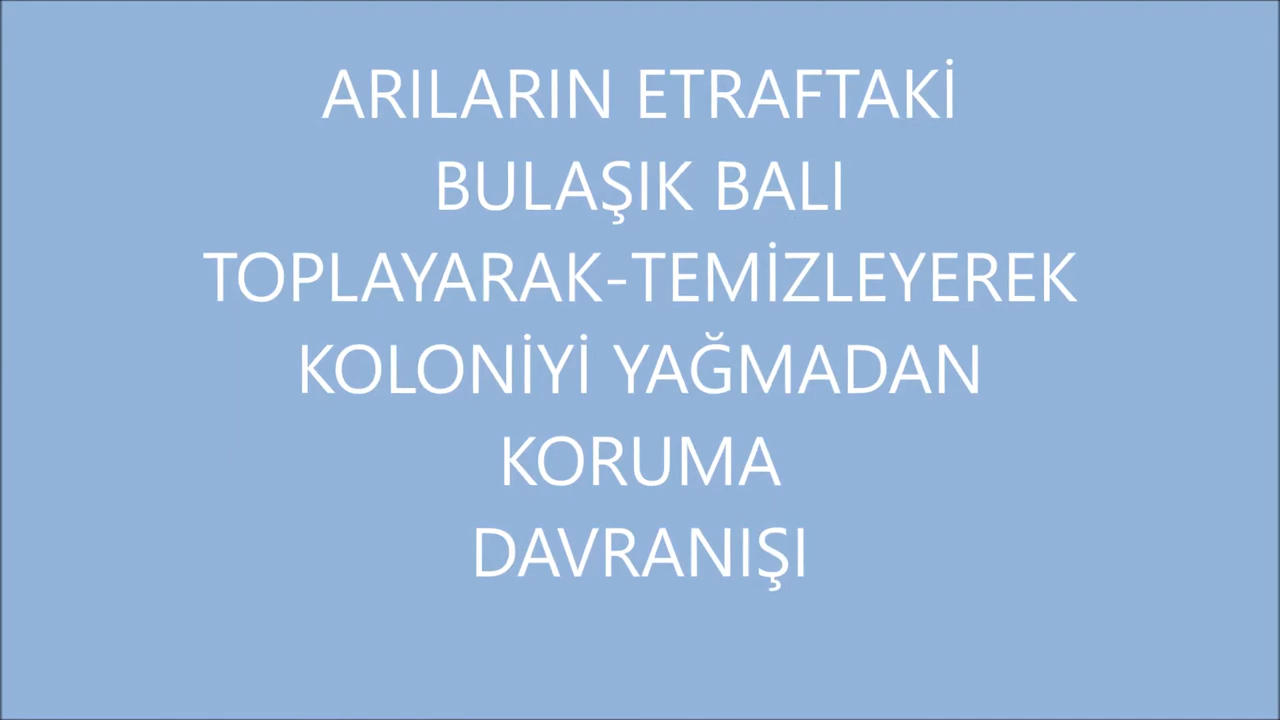 ARILARIN ETRAFTAKİ
BULAŞIK BALI
TOPLAYARAK-TEMİZLEYEREK
KOLONİYİ YAĞMADAN
KORUMA
DAVRANIŞI